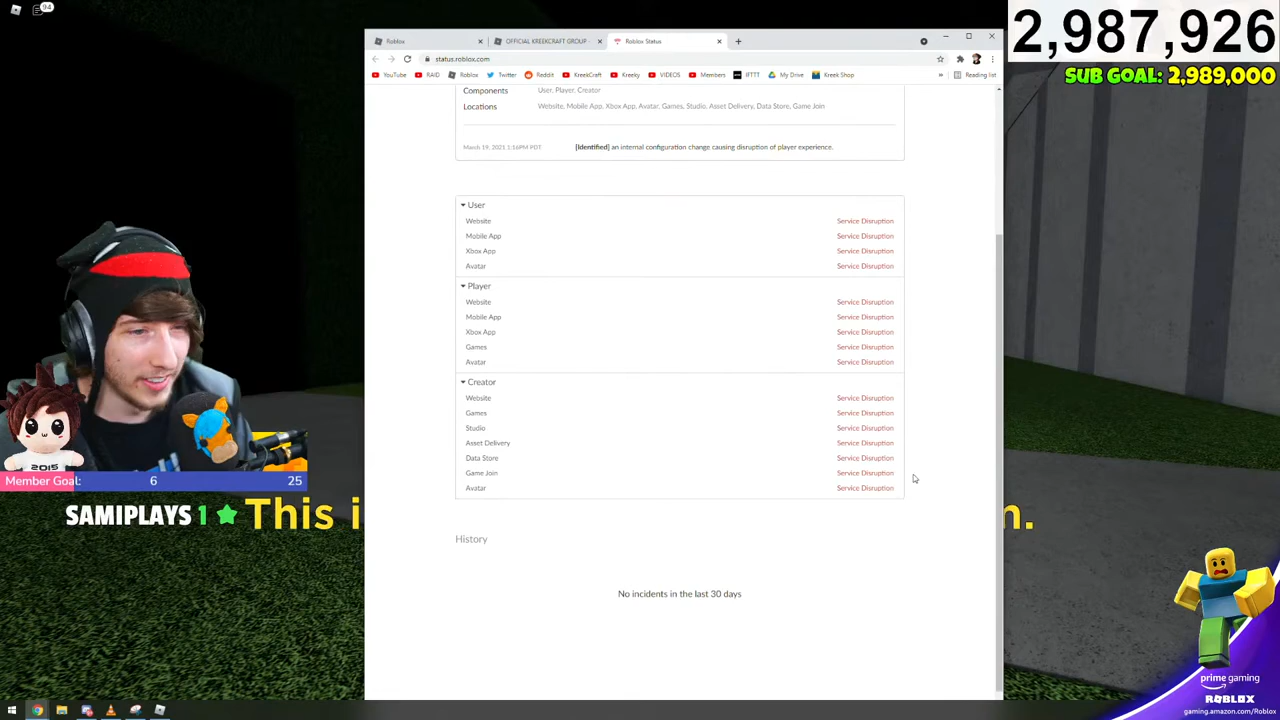 94
2,987,926
SUB GOAL: 2,989,000
Roblox
OFFICIAL KREEKCRAFT GROUP -
Roblox Status
status.roblox.com
YouTube RAID Roblox Twitter Reddit KreekCraft Kreeky VIDEOS Members IFTTT My Drive Kreek Shop » Reading list
Components User, Player, Creator
Locations Website, Mobile App, Xbox App, Avatar, Games, Studio, Asset Delivery, Data Store, Game Join
March 19, 2021 1:16PM PDT [Identified] an internal configuration change causing disruption of player experience.
User
Website Service Disruption
Mobile App Service Disruption
Xbox App Service Disruption
Avatar Service Disruption
Player
Website Service Disruption
Mobile App Service Disruption
Xbox App Service Disruption
Games Service Disruption
Avatar Service Disruption
Creator
Website Service Disruption
Games Service Disruption
Studio Service Disruption
Asset Delivery Service Disruption
Data Store Service Disruption
Game Join Service Disruption
Avatar Service Disruption
History
No incidents in the last 30 days
2015
Member Goal: 6 25
SAMIPLAYS 1 This i
n.
prime gaming
ROBLOX
gaming.amazon.com/Roblox